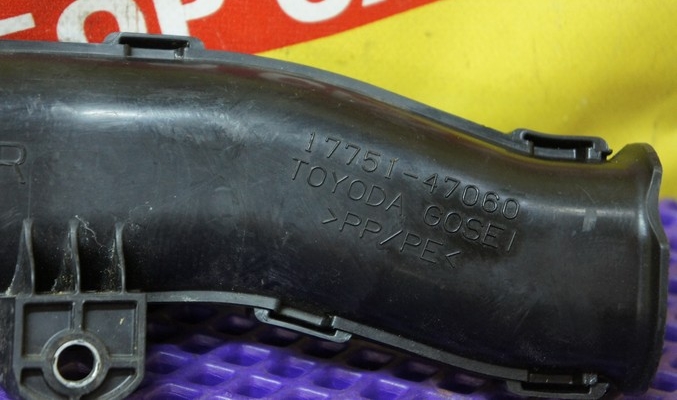 17751-47060
TOYODA GOSEI
>PP/PE<
R